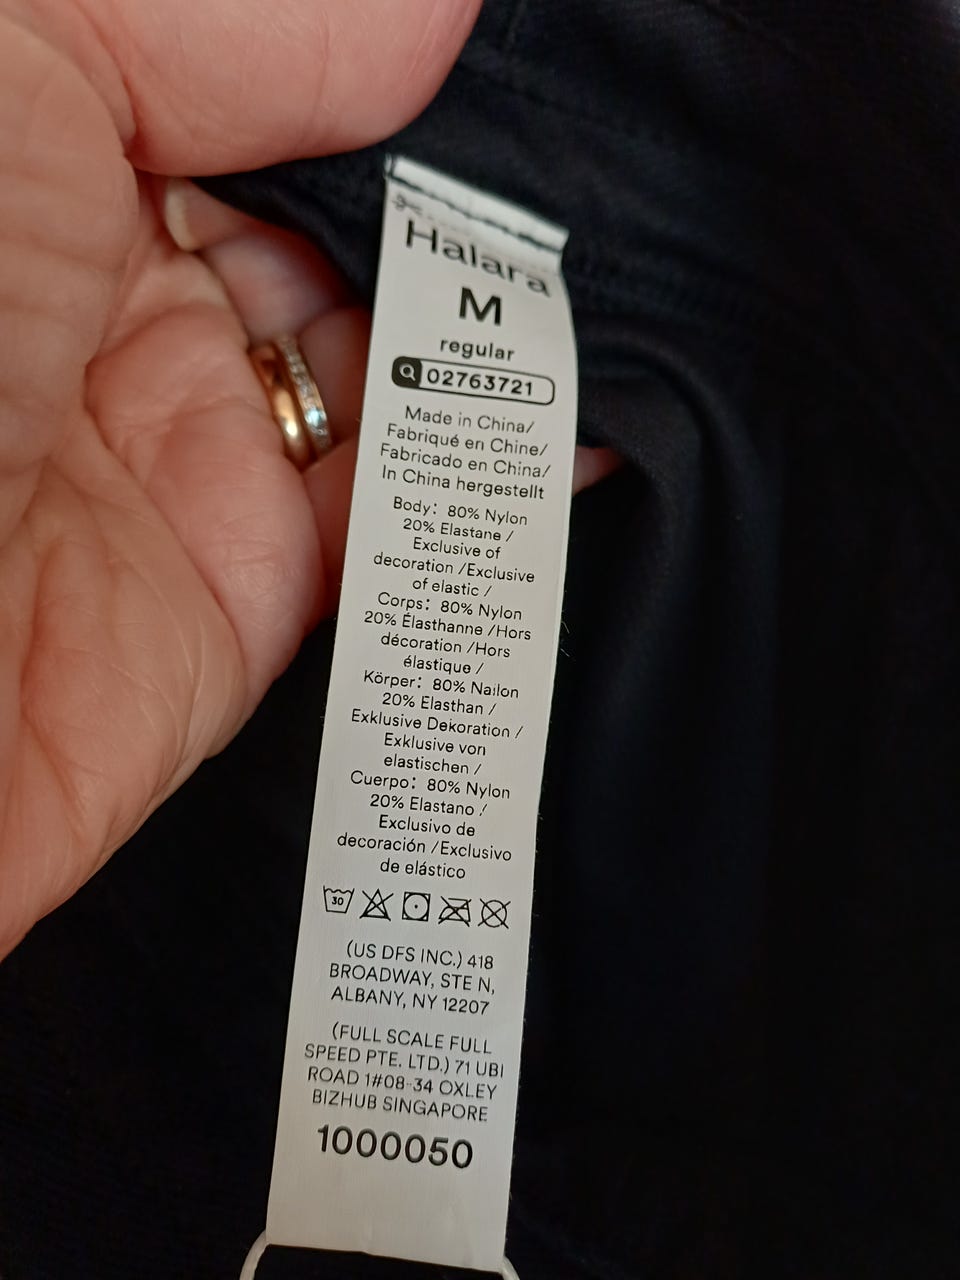 Halara
M
regular
02763721
Made in China/
Fabriqué en Chine/
Fabricado en China/
In China hergestellt
Body: 80% Nylon
20% Elastane /
Exclusive of
decoration /Exclusive
of elastic /
Corps: 80% Nylon
20% Élasthanne /Hors
décoration /Hors
élastique /
Körper: 80% Nailon
20% Elasthan /
Exklusive Dekoration /
Exklusive von
elastischen /
Cuerpo: 80% Nylon
20% Elastano /
Exclusivo de
decoración /Exclusivo
de elástico
30
(US DFS INC.) 418
BROADWAY, STE N,
ALBANY, NY 12207
(FULL SCALE FULL
SPEED PTE. LTD.) 71 UBI
ROAD 1#08-34 OXLEY
BIZHUB SINGAPORE
1000050